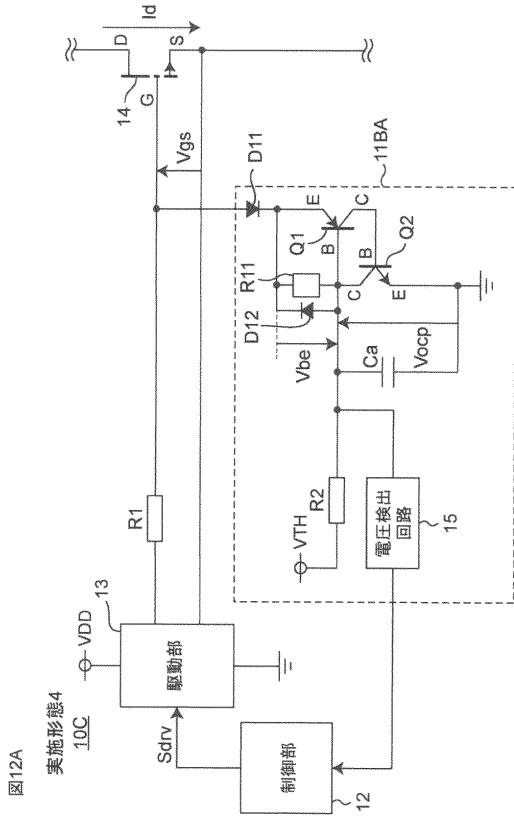 図12A
実施形態4
10C
VDD
13
駆動部
Sdrv
制御部
12
R1
14
G
D
S
Id
Vgs
D11
11BA
E
C
Q1
B
R11
D12
B
Q2
C
E
Vbe
Ca
Vocp
VTH
R2
電圧検出
回路
15